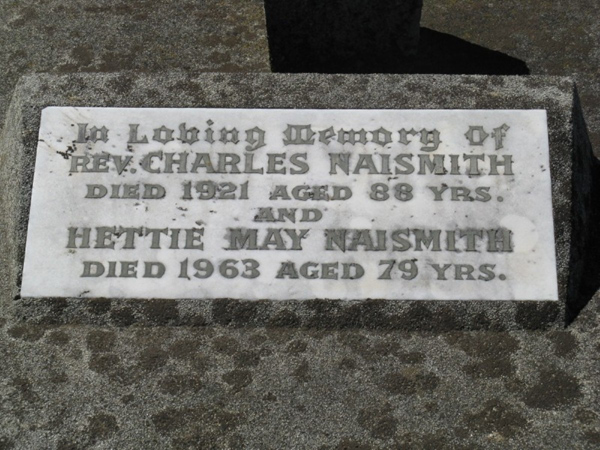 In Loving Memory Of
REV. CHARLES NAISMITH
DIED 1921 AGED 88 YRS.
AND
HETTIE MAY NAISMITH
DIED 1963 AGED 79 YRS.